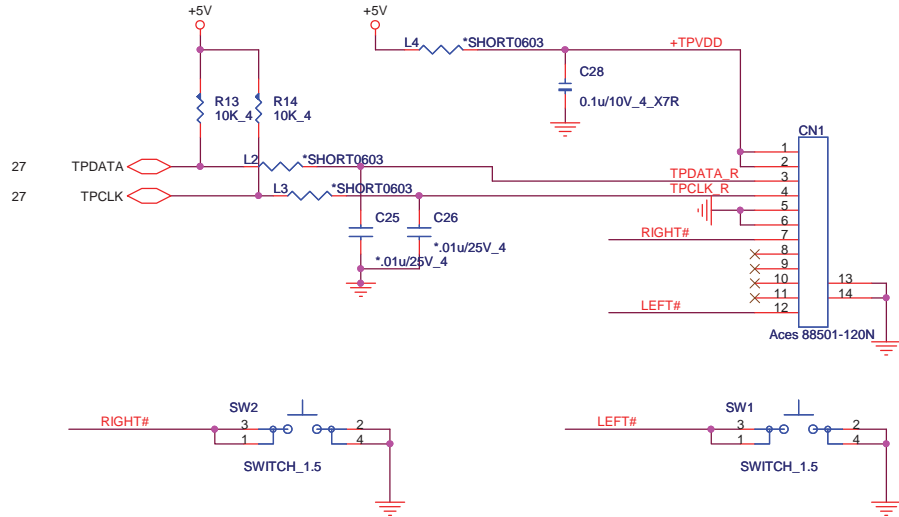 +5V
+5V
L4
*SHORT0603
+TPVDD
C28
0.1u/10V_4_X7R
R13
10K_4
R14
10K_4
CN1
27
TPDATA
L2
*SHORT0603
27
TPCLK
L3
*SHORT0603
TPDATA_R
TPCLK_R
C25
C26
*.01u/25V_4
*.01u/25V_4
RIGHT#
LEFT#
1
2
3
4
5
6
7
8
9
10
11
12
13
14
Aces 88501-120N
RIGHT#
SW2
3
1
2
4
SWITCH_1.5
LEFT#
SW1
3
1
2
4
SWITCH_1.5